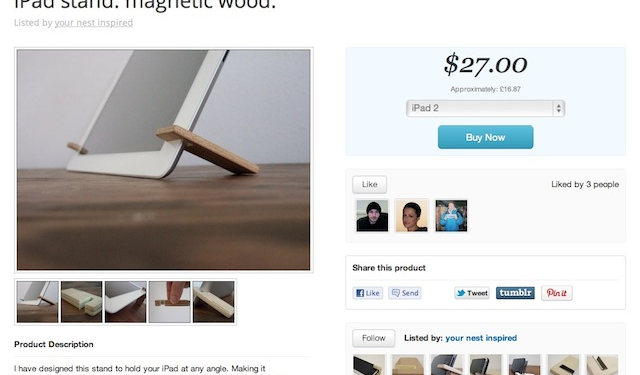 iPad stand. magnetic wood.
Listed by your nest inspired
$27.00
Approximately: £16.87
iPad 2
Buy Now
Like
Liked by 3 people
Share this product
Like Send Tweet tumblr Pin it
Follow
Listed by: your nest inspired
Product Description
I have designed this stand to hold your iPad at any angle. Making it